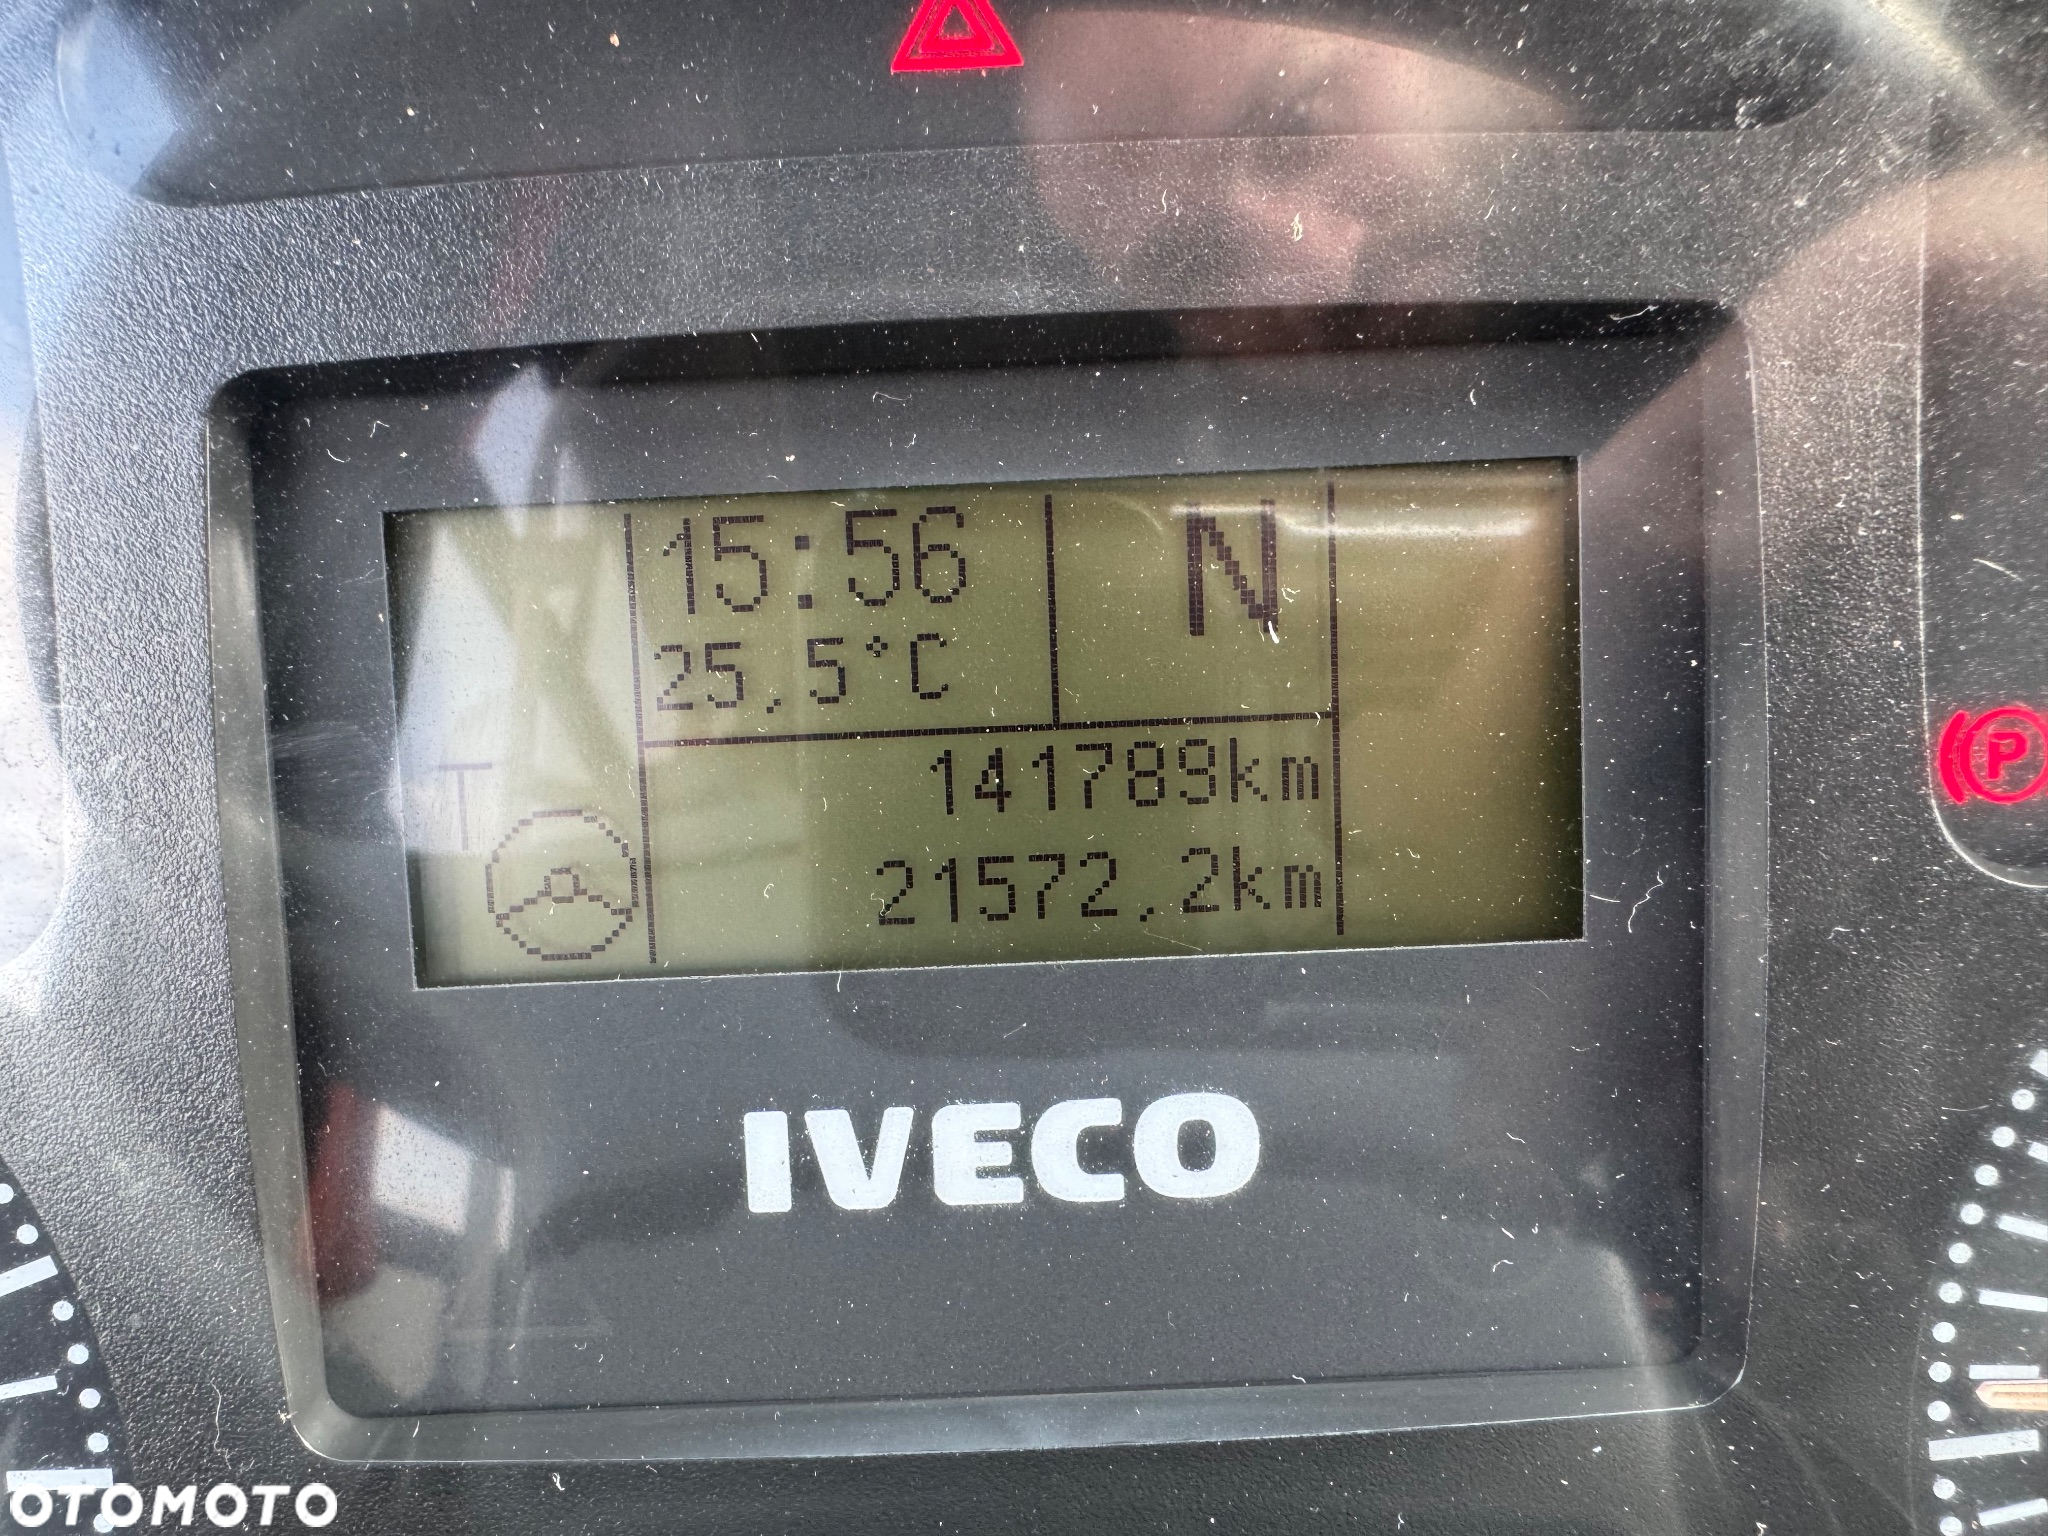 15:56
N
25,5°C
141789km
T
21572,2km
P
IVECO
OTOMOTO